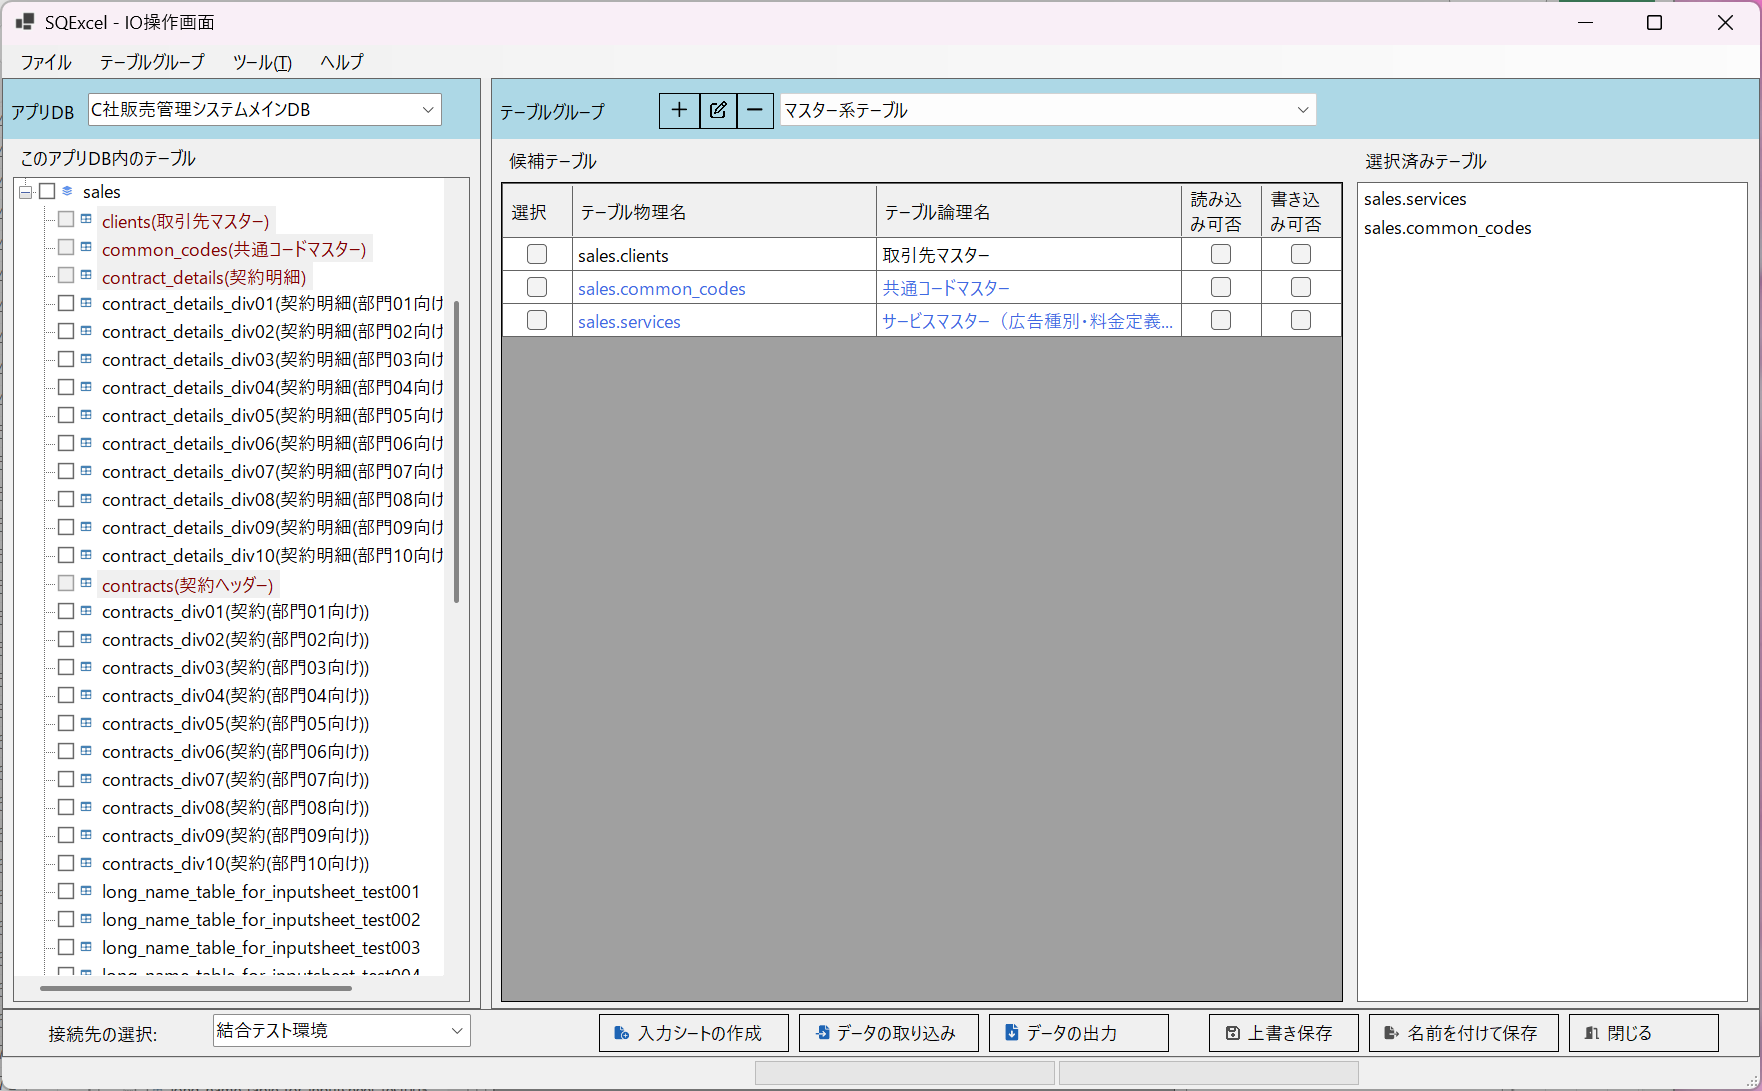 SQExcel - IO操作画面
ファイル テーブルグループ ツール(T) ヘルプ
アプリDB C社販売管理システムメインDB
テーブルグループ マスター系テーブル
このアプリDB内のテーブル
sales
clients(取引先マスター)
common_codes(共通コードマスター)
contract_details(契約明細)
contract_details_div01(契約明細(部門01向け
contract_details_div02(契約明細(部門02向け
contract_details_div03(契約明細(部門03向け
contract_details_div04(契約明細(部門04向け
contract_details_div05(契約明細(部門05向け
contract_details_div06(契約明細(部門06向け
contract_details_div07(契約明細(部門07向け
contract_details_div08(契約明細(部門08向け
contract_details_div09(契約明細(部門09向け
contract_details_div10(契約明細(部門10向け
contracts(契約ヘッダー)
contracts_div01(契約(部門01向け))
contracts_div02(契約(部門02向け))
contracts_div03(契約(部門03向け))
contracts_div04(契約(部門04向け))
contracts_div05(契約(部門05向け))
contracts_div06(契約(部門06向け))
contracts_div07(契約(部門07向け))
contracts_div08(契約(部門08向け))
contracts_div09(契約(部門09向け))
contracts_div10(契約(部門10向け))
long_name_table_for_inputsheet_test001
long_name_table_for_inputsheet_test002
long_name_table_for_inputsheet_test003
long_name_table_for_inputsheet_test004
候補テーブル
選択 テーブル物理名 テーブル論理名 読み込み可否 書き込み可否
sales.clients 取引先マスター
sales.common_codes 共通コードマスター
sales.services サービスマスター（広告種別・料金定義...
選択済みテーブル
sales.services
sales.common_codes
接続先の選択: 結合テスト環境
入力シートの作成 データの取り込み データの出力 上書き保存 名前を付けて保存 閉じる